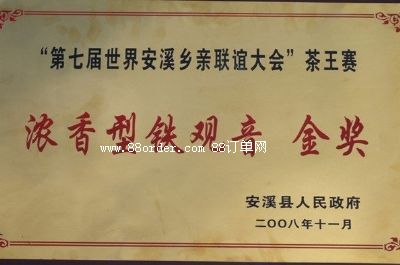 “第七届世界安溪乡亲联谊大会”茶王赛
浓香型铁观音 金奖
www.88order.com 88订单网
安溪县人民政府
二〇〇八年十一月